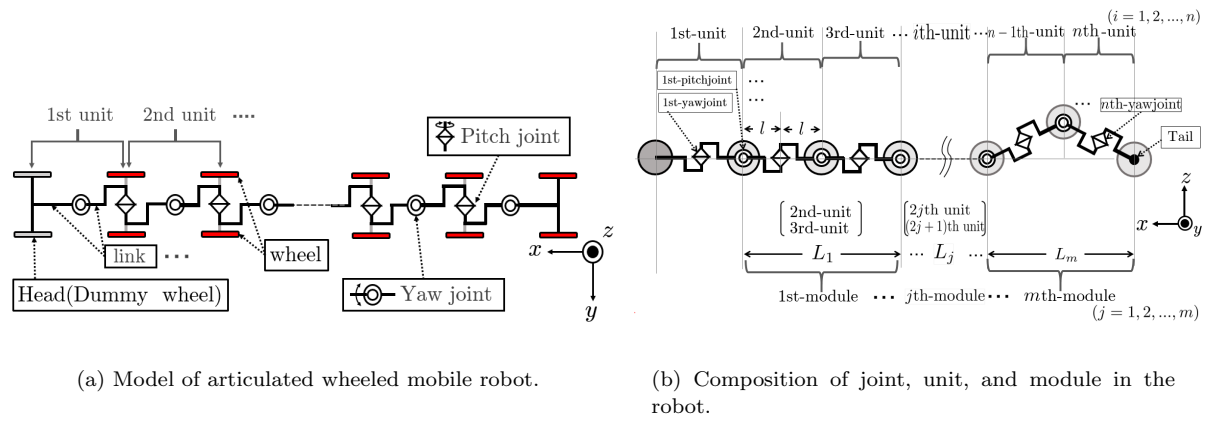 1st unit 2nd unit ....
Pitch joint
link ...
wheel
Head(Dummy wheel)
Yaw joint
x
y
z
(a) Model of articulated wheeled mobile robot.
(i = 1, 2, ..., n)
1st-unit 2nd-unit 3rd-unit ... ith-unit ... n − 1th-unit nth-unit
1st-pitchjoint ...
1st-yawjoint ...
... nth-yawjoint
Tail
l l
z
x
y
2nd-unit
3rd-unit
2jth unit
(2j+1)th unit
L₁ ... Lⱼ ... Lₘ
1st-module ... jth-module ... mth-module
(j = 1, 2, ..., m)
(b) Composition of joint, unit, and module in the
robot.